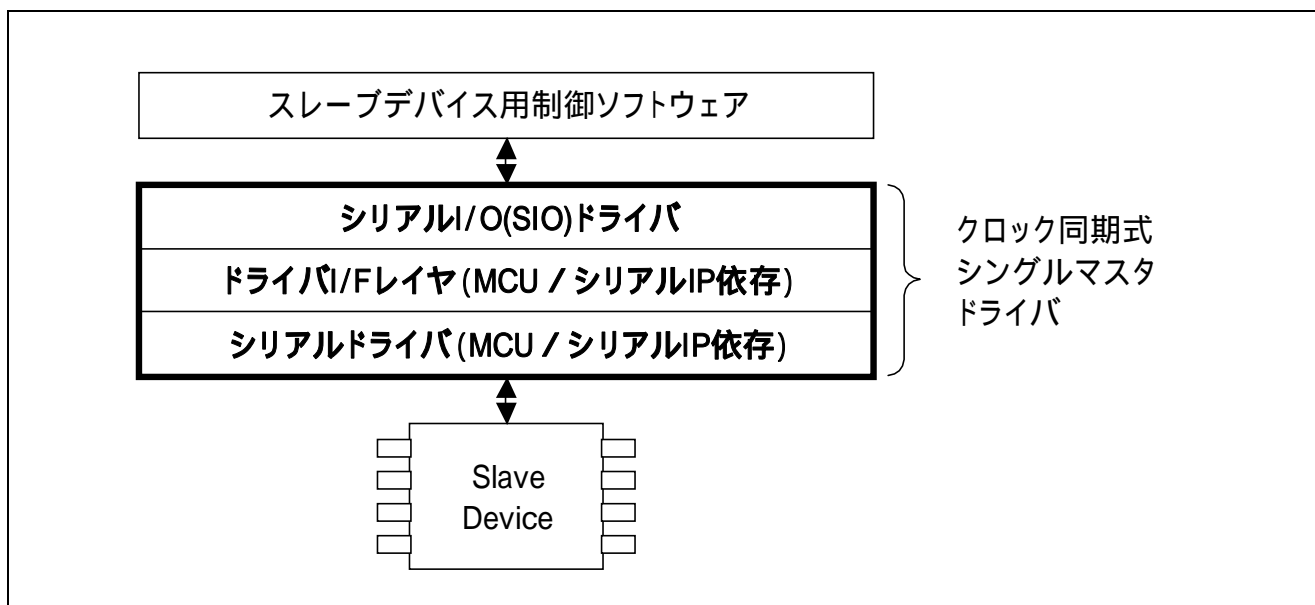 スレーブデバイス用制御ソフトウェア
シリアルI/O(SIO)ドライバ
ドライバI/Fレイヤ(MCU / シリアルIP依存)
シリアルドライバ(MCU / シリアルIP依存)
クロック同期式
シングルマスタ
ドライバ
Slave
Device